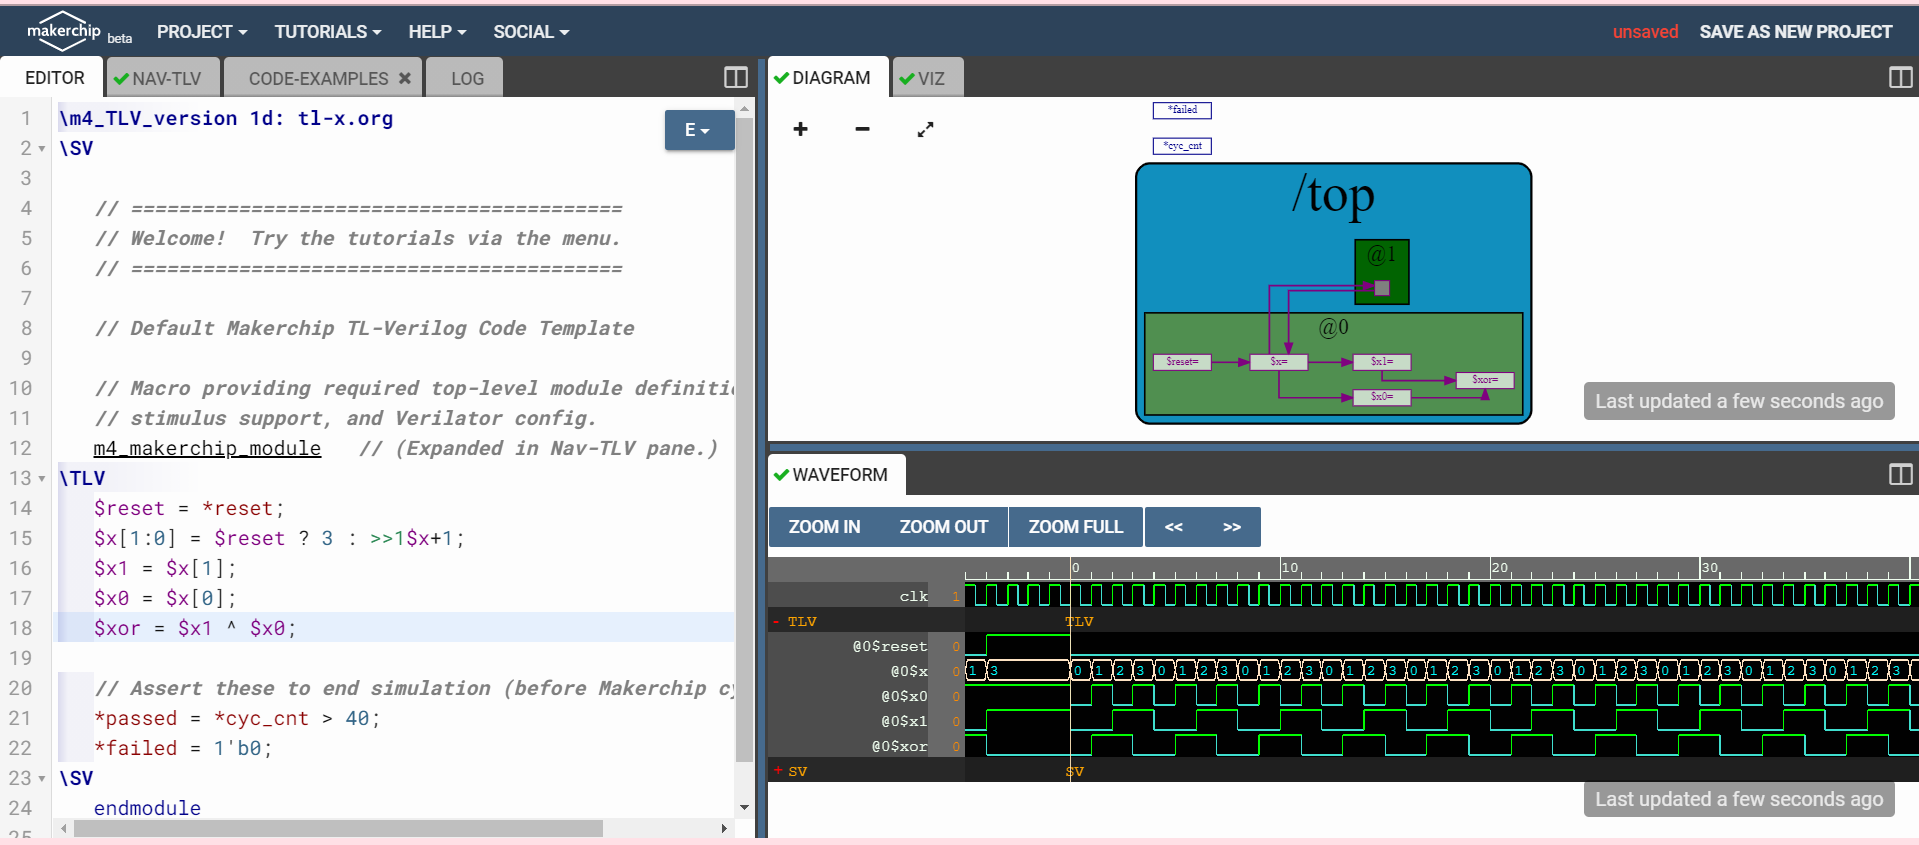 makerchip beta PROJECT TUTORIALS HELP SOCIAL unsaved SAVE AS NEW PROJECT
EDITOR NAV-TLV CODE-EXAMPLES LOG
1 \m4_TLV_version 1d: tl-x.org
E
2 \SV
3
4 // =========================================
5 // Welcome!  Try the tutorials via the menu.
6 // =========================================
7
8 // Default Makerchip TL-Verilog Code Template
9
10 // Macro providing required top-level module definiti
11 // stimulus support, and Verilator config.
12 m4_makerchip_module   // (Expanded in Nav-TLV pane.)
13 \TLV
14 $reset = *reset;
15 $x[1:0] = $reset ? 3 : >>1$x+1;
16 $x1 = $x[1];
17 $x0 = $x[0];
18 $xor = $x1 ^ $x0;
19
20 // Assert these to end simulation (before Makerchip cy
21 *passed = *cyc_cnt > 40;
22 *failed = 1'b0;
23 \SV
24 endmodule
25
DIAGRAM VIZ
*failed
*cyc_cnt
/top
@1
@0
$reset= $x= $x1=
$xor=
$x0=
Last updated a few seconds ago
WAVEFORM
ZOOM IN ZOOM OUT ZOOM FULL << >>
0 10 20 30
clk 1
- TLV TLV
@0$reset 0
@0$x 0 1 3 0 1 2 3 0 1 2 3 0 1 2 3 0 1 2 3 0 1 2 3 0 1 2 3 0 1 2 3 0 1 2 3 0 1 2 3 0 1 2 3
@0$x0 0
@0$x1 0
@0$xor 0
+ SV SV
Last updated a few seconds ago